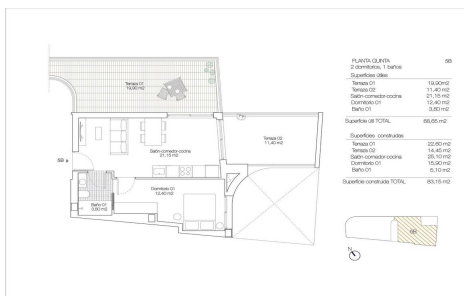 Terraza 01
19,90 m2
Salón-comedor-cocina
21,15 m2
Terraza 02
11,40 m2
5B
Dormitorio 01
12,40 m2
Baño 01
3,80 m2
PLANTA QUINTA 5B
2 dormitorios, 1 baños
Superficies útiles
Terraza 01 19,90m2
Terraza 02 11,40 m2
Salón-comedor-cocina 21,15 m2
Dormitorio 01 12,40 m2
Baño 01 3,80 m2
Superficie útil TOTAL 68,65 m2
Superficies construidas
Terraza 01 22,60 m2
Terraza 02 14,45 m2
Salón-comedor-cocina 25,10 m2
Dormitorio 01 15,90 m2
Baño 01 5,10 m2
Superficie construida TOTAL 83,15 m2
5B
N